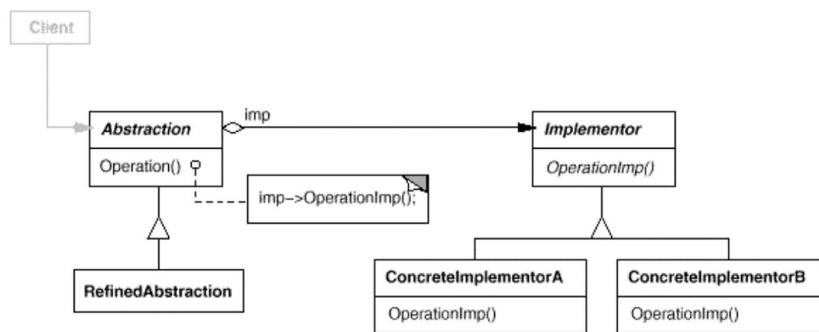 Client
imp
Abstraction
Implementor
Operation()
OperationImp()
imp->OperationImp();
RefinedAbstraction
ConcreteImplementorA
ConcreteImplementorB
OperationImp()
OperationImp()